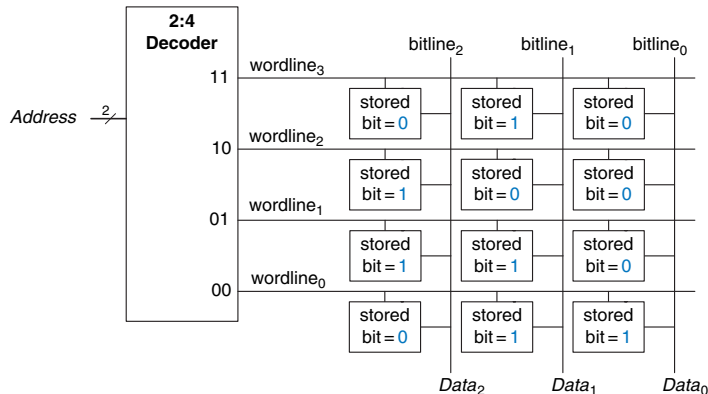 2:4
Decoder
bitline₂ bitline₁ bitline₀
11 wordline₃
Address 2
stored bit = 0 stored bit = 1 stored bit = 0
10 wordline₂
stored bit = 1 stored bit = 0 stored bit = 0
01 wordline₁
stored bit = 1 stored bit = 1 stored bit = 0
00 wordline₀
stored bit = 0 stored bit = 1 stored bit = 1
Data₂ Data₁ Data₀